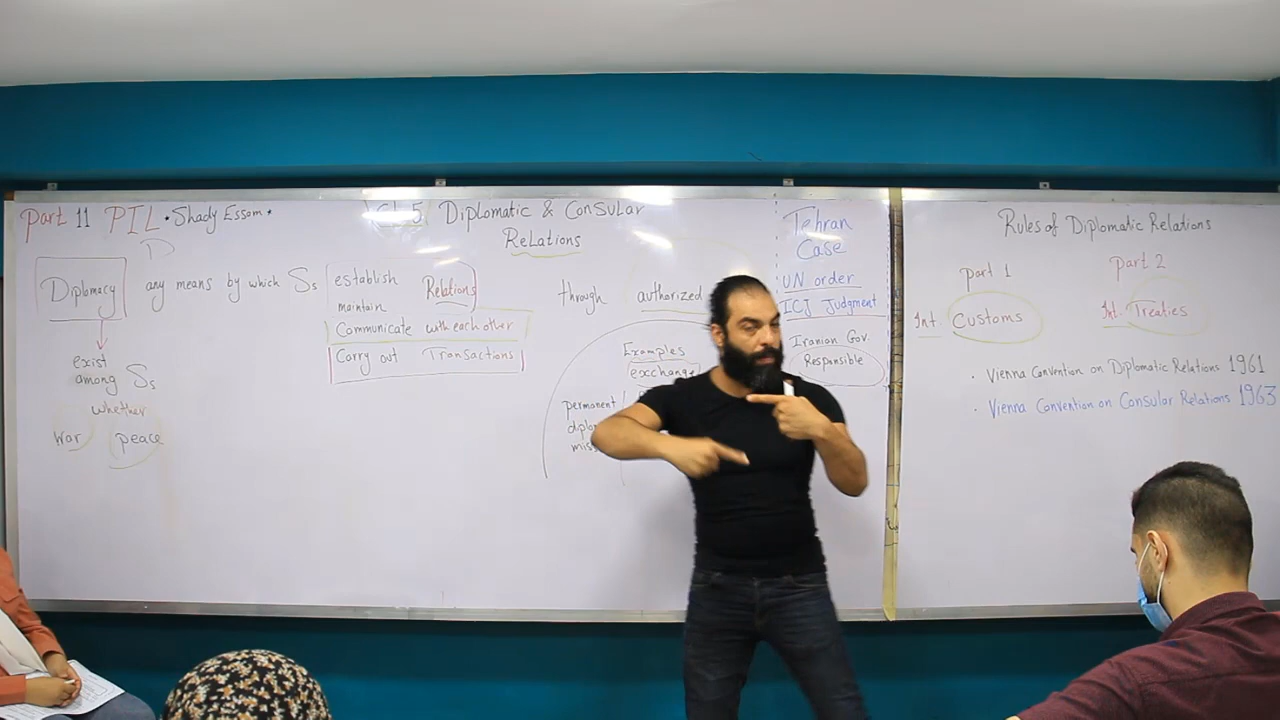 Part 11 PIL • Shady Essam •
Ch 5 Diplomatic & Consular
Relations
Diplomacy
any means by which Ss
establish Relations
maintain
Communicate with each other
Carry out Transactions
through authorized
Examples
exchange
permanent
exist
among Ss
whether
War peace
Tehran
Case
UN order
ICJ Judgment
Iranian Gov.
Responsible
Rules of Diplomatic Relations
part 1
Int. Customs
part 2
Int. Treaties
• Vienna Convention on Diplomatic Relations 1961
• Vienna Convention on Consular Relations 1963